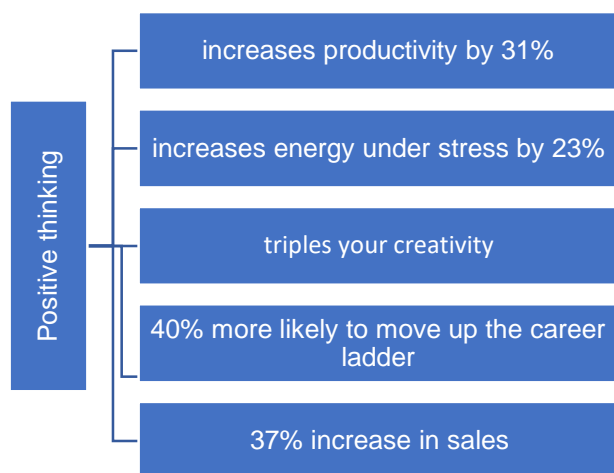 Positive thinking
increases productivity by 31%
increases energy under stress by 23%
triples your creativity
40% more likely to move up the career
ladder
37% increase in sales